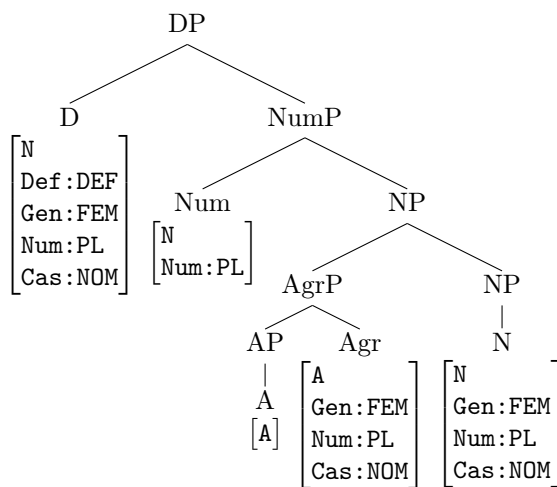 DP
D NumP
[N Def:DEF Gen:FEM Num:PL Cas:NOM]
Num NP
[N Num:PL]
AgrP NP
AP Agr N
A
[A]
[A Gen:FEM Num:PL Cas:NOM]
[N Gen:FEM Num:PL Cas:NOM]